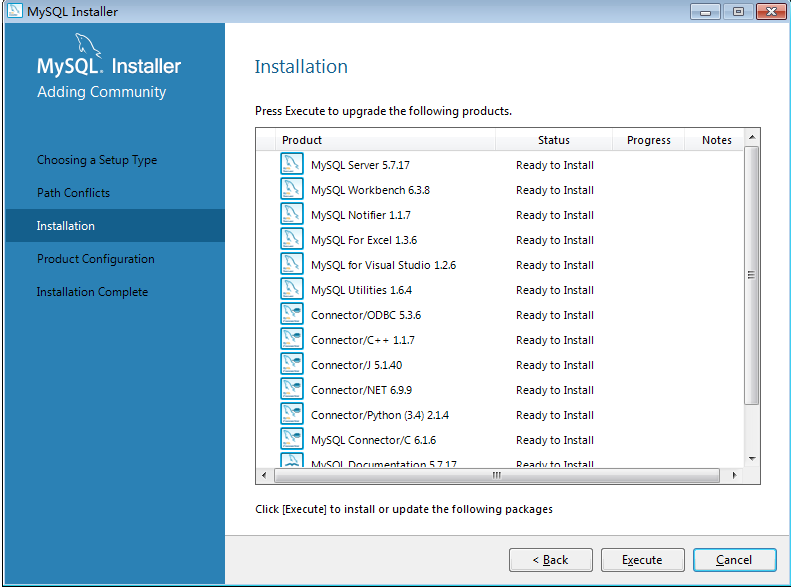 MySQL Installer
MySQL. Installer
Adding Community
Choosing a Setup Type
Path Conflicts
Installation
Product Configuration
Installation Complete
Installation
Press Execute to upgrade the following products.
Product Status Progress Notes
MySQL Server 5.7.17 Ready to Install
MySQL Workbench 6.3.8 Ready to Install
MySQL Notifier 1.1.7 Ready to Install
MySQL For Excel 1.3.6 Ready to Install
MySQL for Visual Studio 1.2.6 Ready to Install
MySQL Utilities 1.6.4 Ready to Install
Connector/ODBC 5.3.6 Ready to Install
Connector/C++ 1.1.7 Ready to Install
Connector/J 5.1.40 Ready to Install
Connector/NET 6.9.9 Ready to Install
Connector/Python (3.4) 2.1.4 Ready to Install
MySQL Connector/C 6.1.6 Ready to Install
MySQL Documentation 5.7.17 Ready to Install
Click [Execute] to install or update the following packages
< Back Execute Cancel